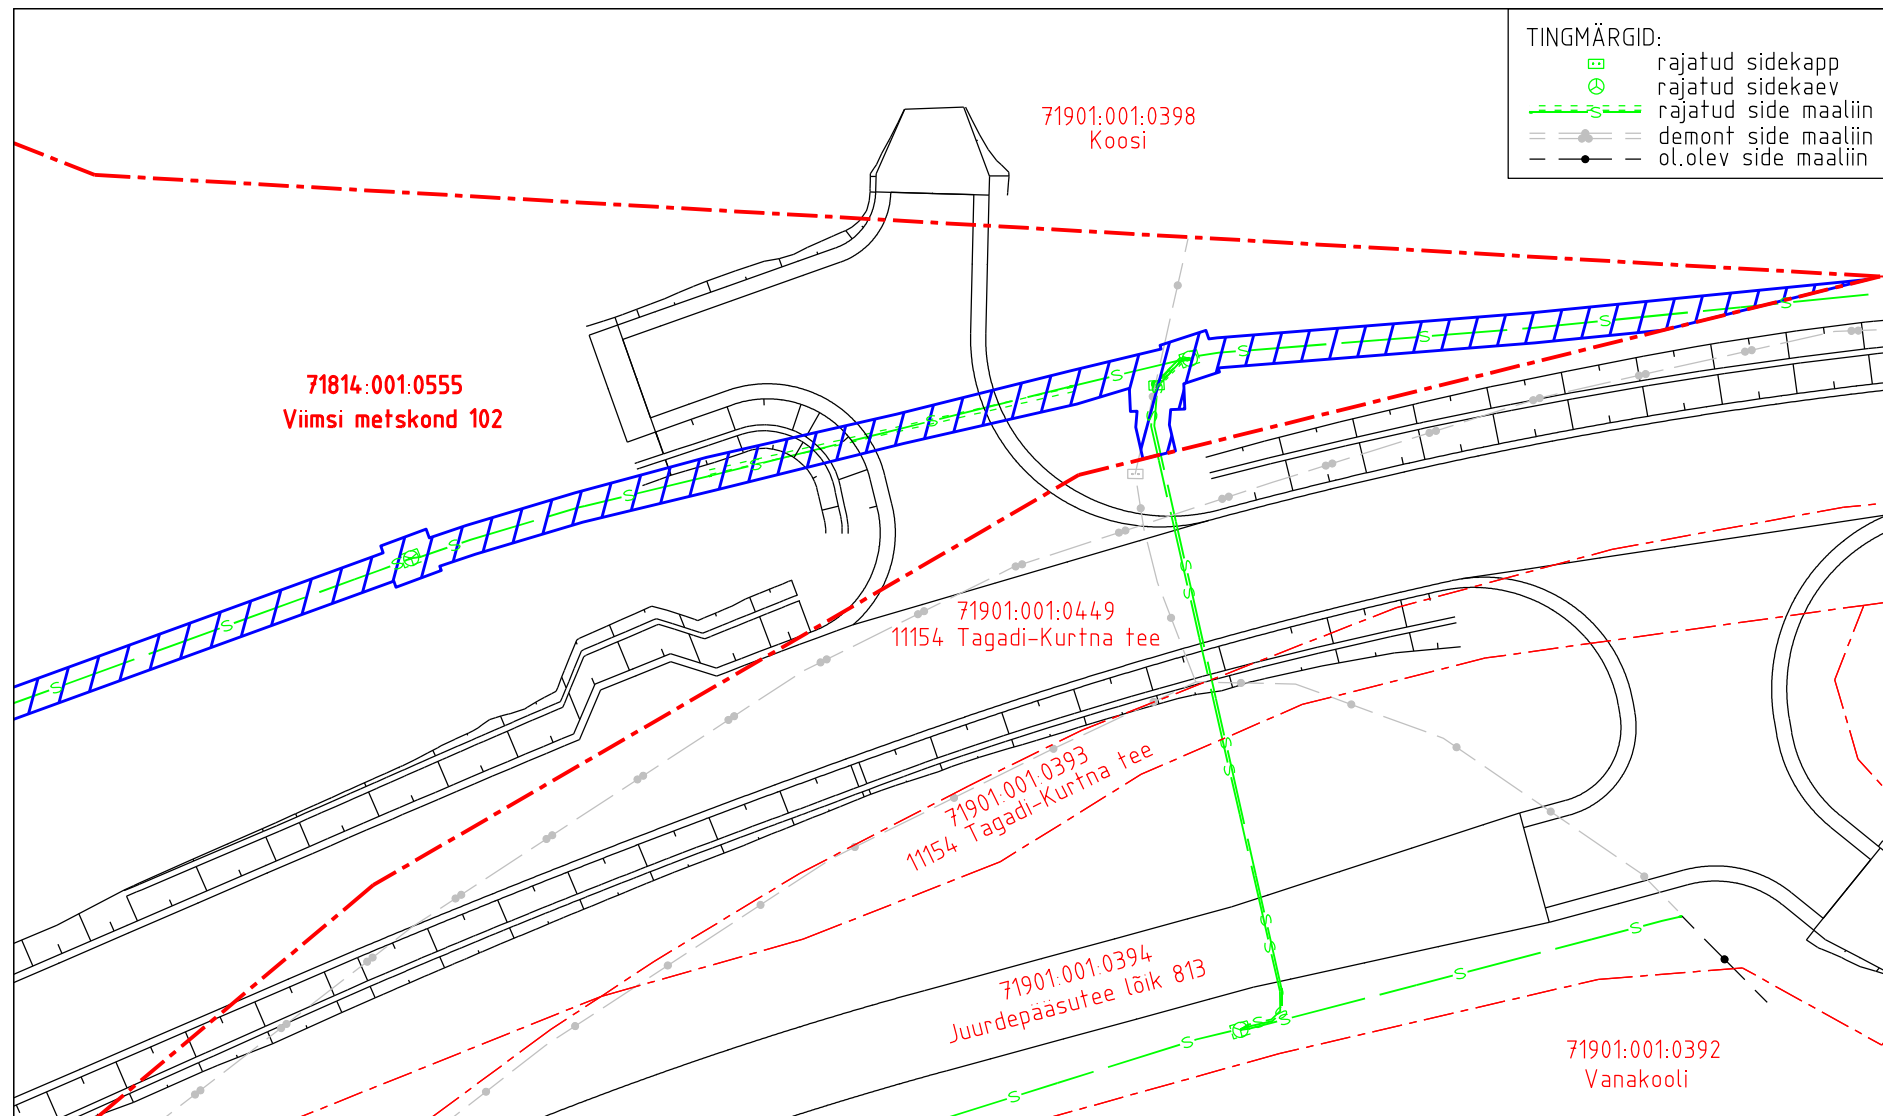 TINGMÄRGID:
rajatud sidekapp
rajatud sidekaev
S rajatud side maaliin
demont side maaliin
ol.olev side maaliin
71901:001:0398
Koosi
71814:001:0555
Viimsi metskond 102
71901:001:0449
11154 Tagadi-Kurtna tee
71901:001:0393
11154 Tagadi-Kurtna tee
71901:001:0394
Juurdepääsutee lõik 813
71901:001:0392
Vanakooli